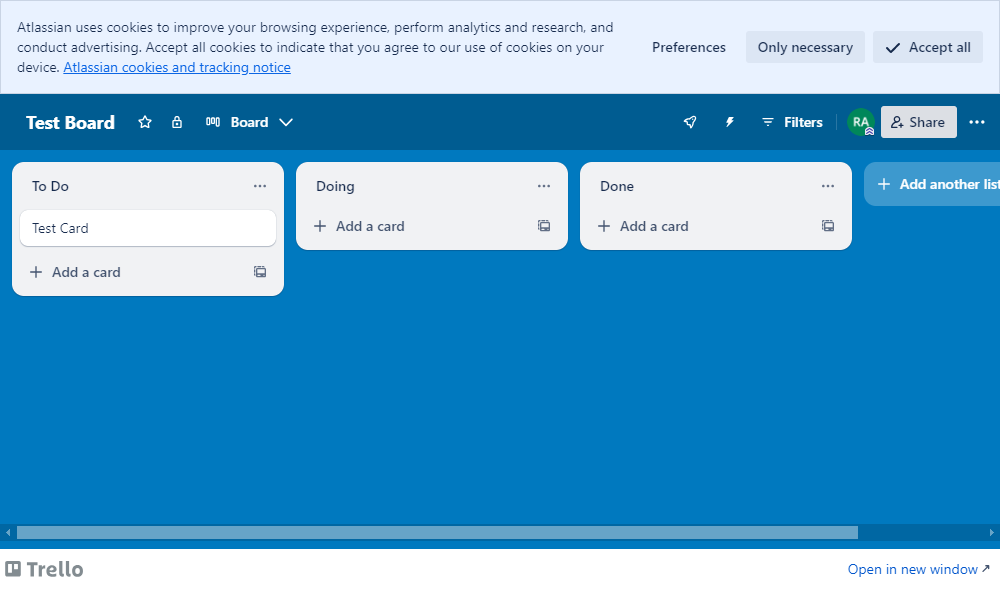 Atlassian uses cookies to improve your browsing experience, perform analytics and research, and
conduct advertising. Accept all cookies to indicate that you agree to our use of cookies on your
device. Atlassian cookies and tracking notice
Preferences
Only necessary
Accept all
Test Board
Board
Filters
RA
Share
To Do
Test Card
Add a card
Doing
Add a card
Done
Add a card
Add another list
Trello
Open in new window